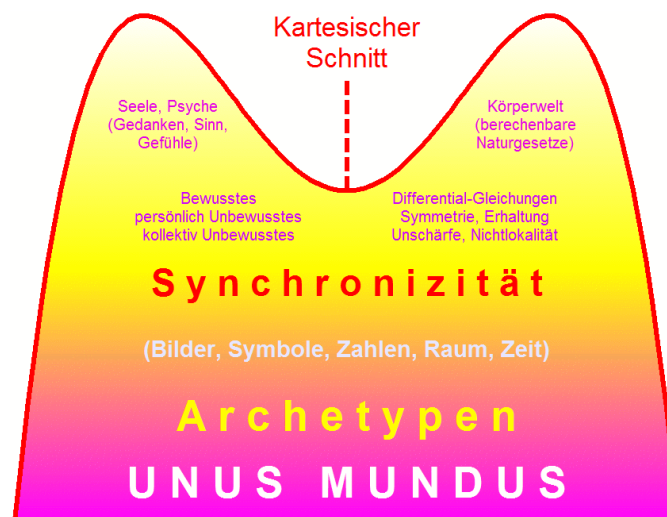 Kartesischer
Schnitt
Seele, Psyche
(Gedanken, Sinn,
Gefühle)
Körperwelt
(berechenbare
Naturgesetze)
Bewusstes
persönlich Unbewusstes
kollektiv Unbewusstes
Differential-Gleichungen
Symmetrie, Erhaltung
Unschärfe, Nichtlokalität
Synchronizität
(Bilder, Symbole, Zahlen, Raum, Zeit)
Archetypen
UNUS MUNDUS